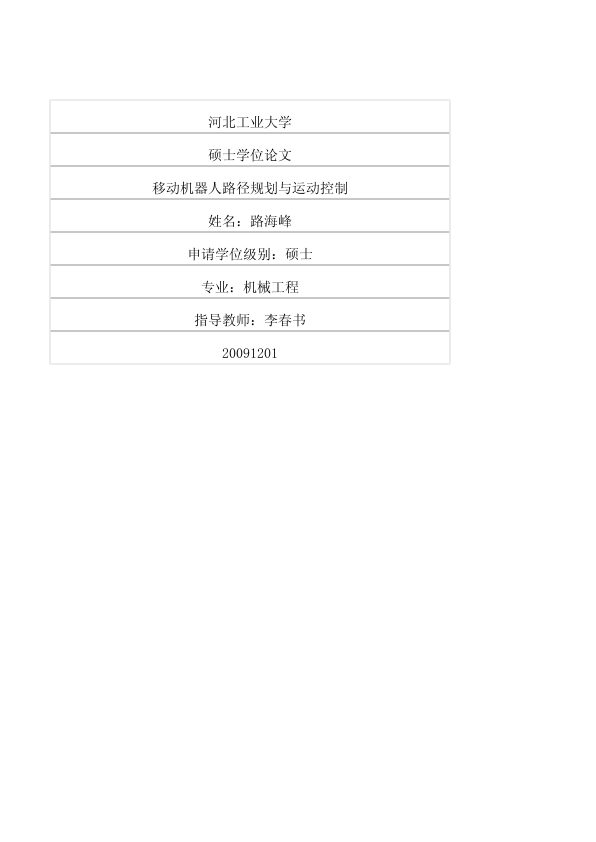 河北工业大学
硕士学位论文
移动机器人路径规划与运动控制
姓名：路海峰
申请学位级别：硕士
专业：机械工程
指导教师：李春书
20091201